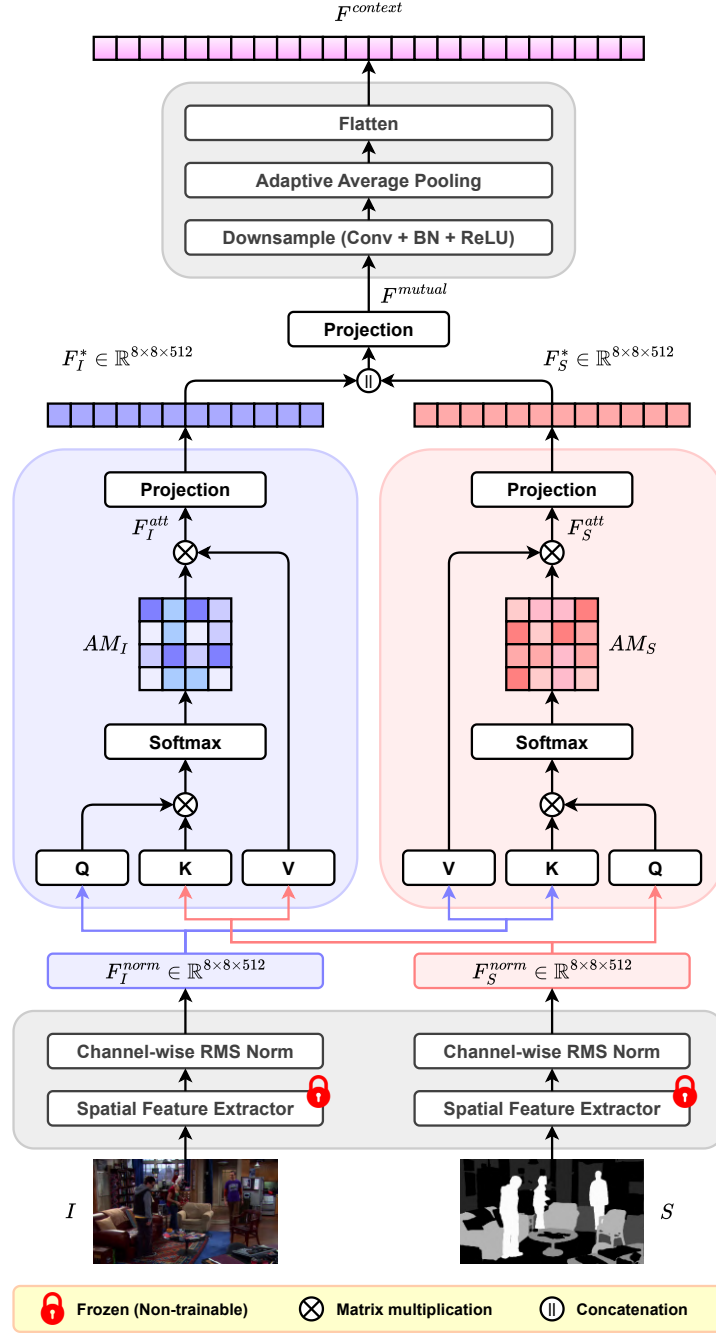 F^{context}
Flatten
Adaptive Average Pooling
Downsample (Conv + BN + ReLU)
F^{mutual}
Projection
F_I^* ∈ ℝ^{8×8×512} F_S^* ∈ ℝ^{8×8×512}
||
Projection Projection
F_I^{att} F_S^{att}
AM_I AM_S
Softmax Softmax
Q K V V K Q
F_I^{norm} ∈ ℝ^{8×8×512} F_S^{norm} ∈ ℝ^{8×8×512}
Channel-wise RMS Norm Channel-wise RMS Norm
Spatial Feature Extractor Spatial Feature Extractor
I S
Frozen (Non-trainable) Matrix multiplication || Concatenation